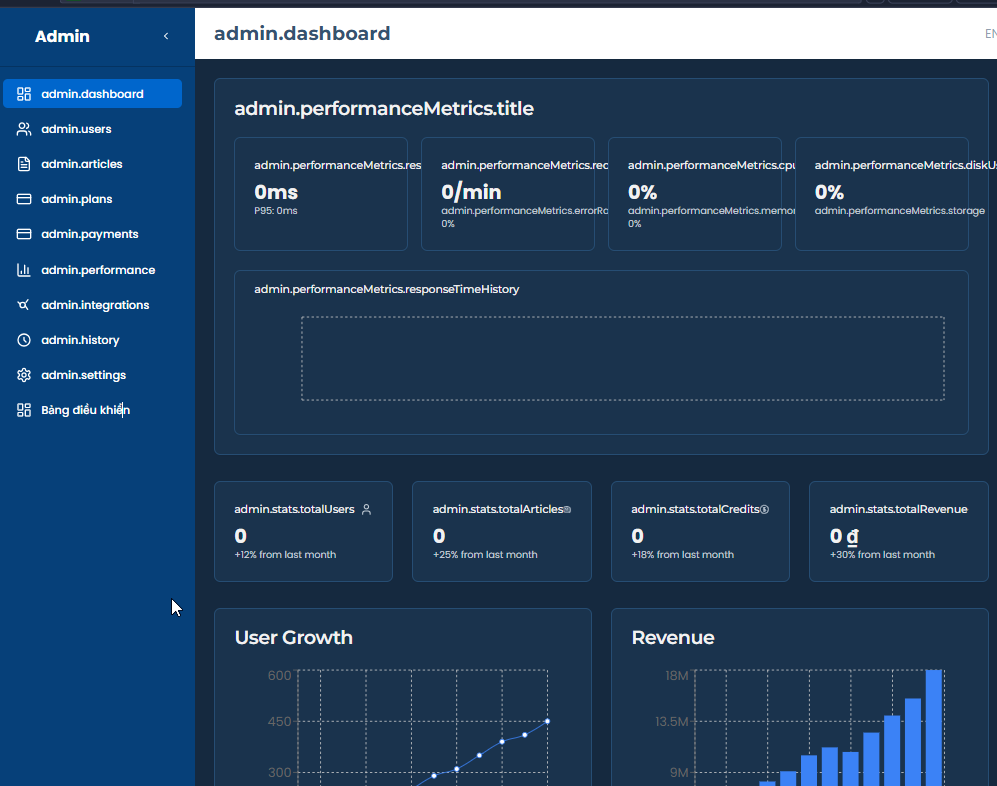 Admin
admin.dashboard
EN
admin.dashboard
admin.users
admin.articles
admin.plans
admin.payments
admin.performance
admin.integrations
admin.history
admin.settings
Bảng điều khiển
admin.performanceMetrics.title
admin.performanceMetrics.res
0ms
P95: 0ms
admin.performanceMetrics.rec
0/min
admin.performanceMetrics.errorRa
0%
admin.performanceMetrics.cpu
0%
admin.performanceMetrics.memor
0%
admin.performanceMetrics.diskU
0%
admin.performanceMetrics.storage
admin.performanceMetrics.responseTimeHistory
admin.stats.totalUsers
0
+12% from last month
admin.stats.totalArticles
0
+25% from last month
admin.stats.totalCredits
0
+18% from last month
admin.stats.totalRevenue
0 ₫
+30% from last month
User Growth
600
450
300
Revenue
18M
13.5M
9M